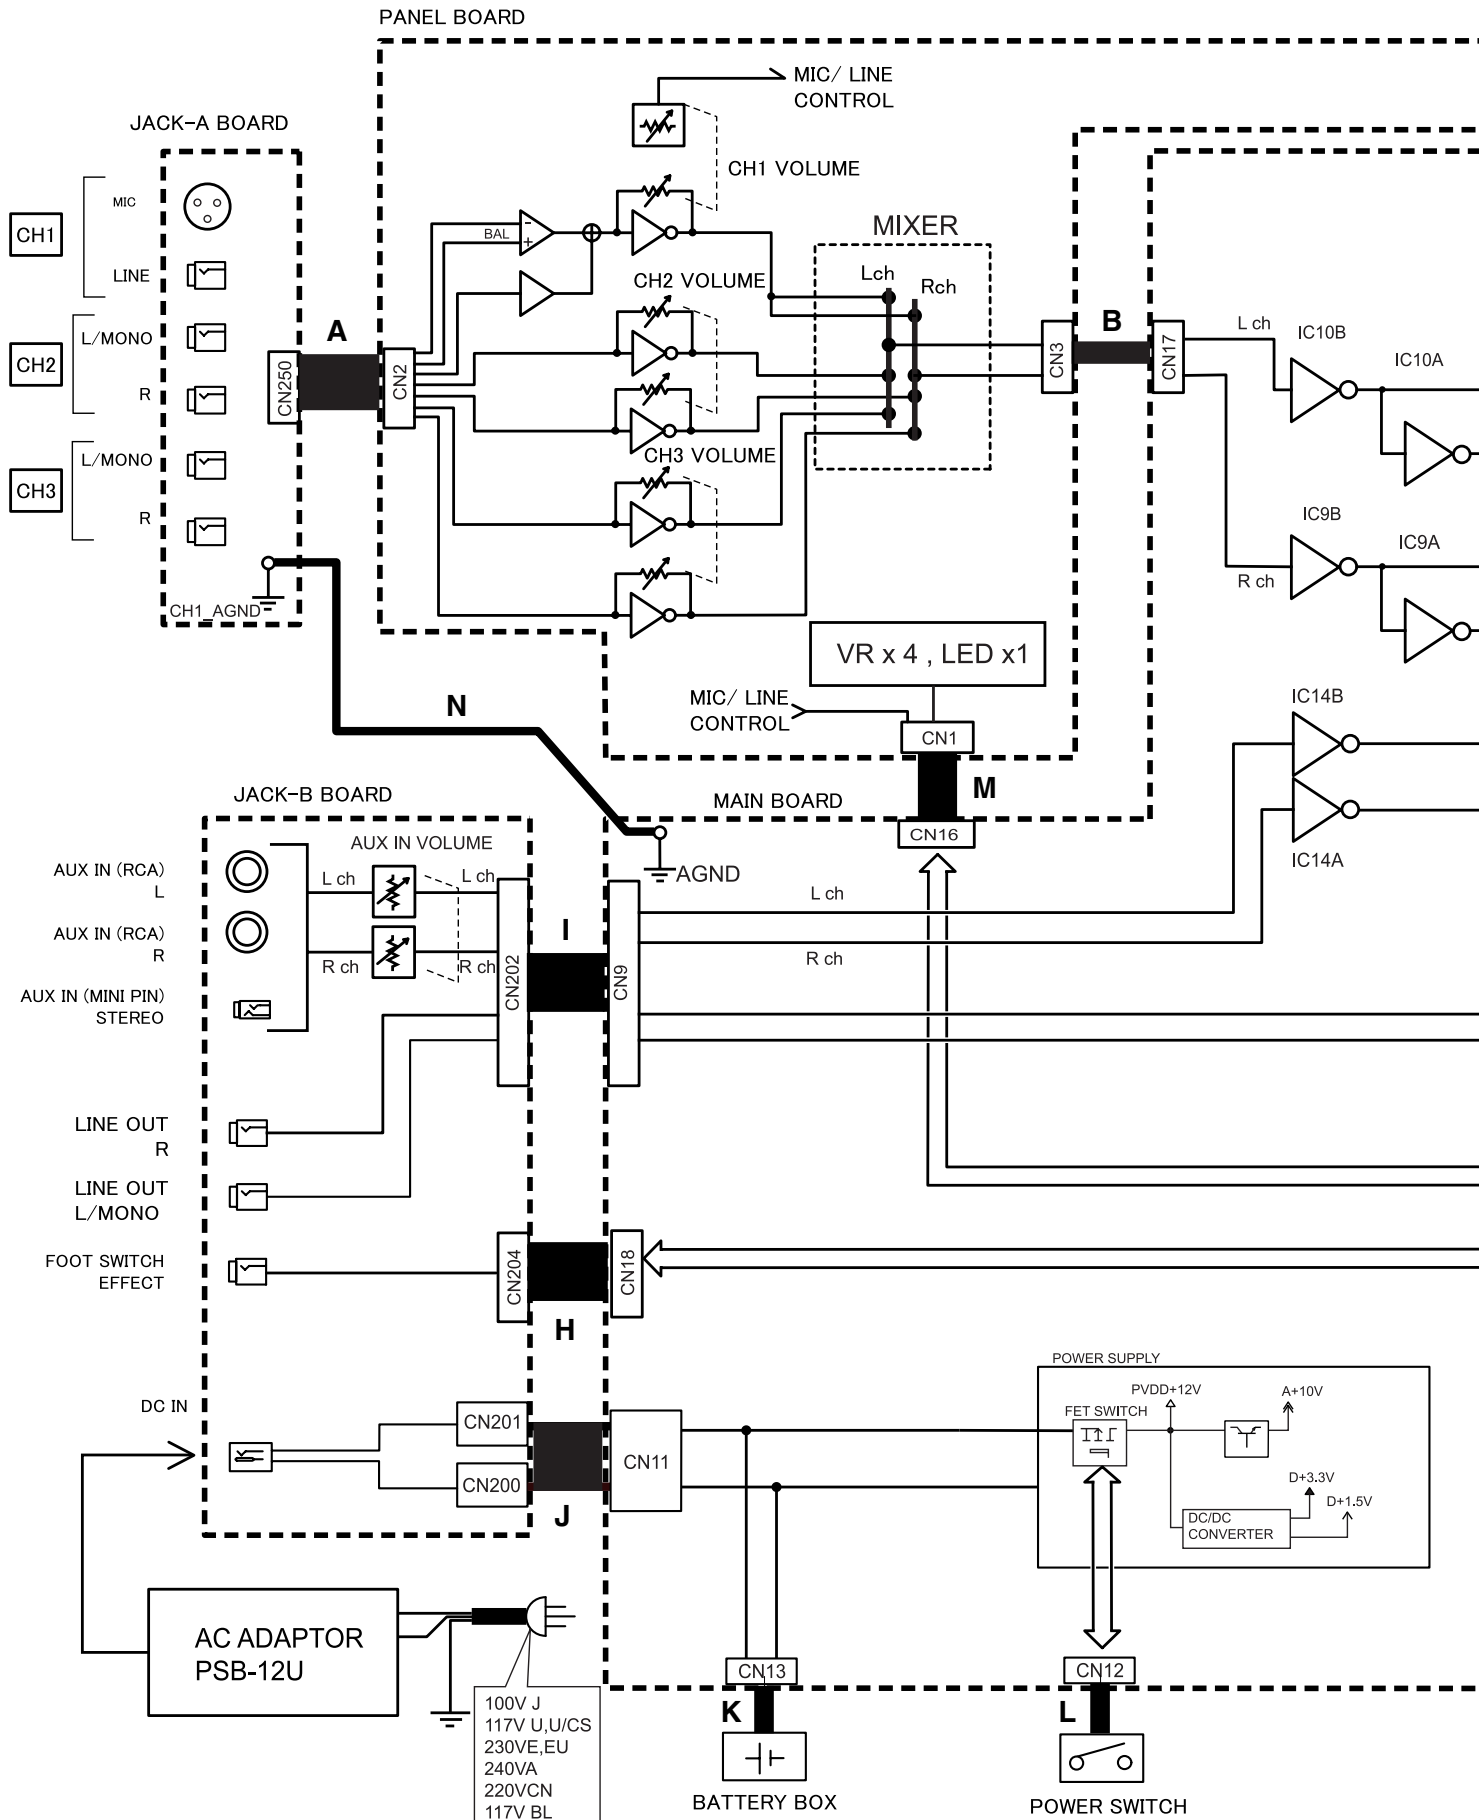 PANEL BOARD
MIC/ LINE
CONTROL
JACK-A BOARD
CH1 VOLUME
MIC
CH1
BAL
-
+
MIXER
LINE
CH2 VOLUME
Lch
Rch
L/MONO
A
B
L ch
IC10B
IC10A
CH2
CN250
CN2
CN3
CN17
R
CH3 VOLUME
L/MONO
CH3
R
IC9B
IC9A
R ch
CH1_AGND
VR x 4 , LED x1
N
MIC/ LINE
CONTROL
IC14B
CN1
M
JACK-B BOARD
MAIN BOARD
CN16
AUX IN VOLUME
IC14A
AUX IN (RCA)
L
L ch
L ch
AGND
L ch
AUX IN (RCA)
R
I
R ch
R ch
R ch
CN202
CN9
AUX IN (MINI PIN)
STEREO
LINE OUT
R
LINE OUT
L/MONO
FOOT SWITCH
EFFECT
CN204
CN18
H
POWER SUPPLY
DC IN
PVDD+12V
A+10V
FET SWITCH
CN201
CN11
CN200
D+3.3V
D+1.5V
J
DC/DC
CONVERTER
AC ADAPTOR
PSB-12U
CN13
CN12
100V J
117V U,U/CS
230VE,EU
240VA
220VCN
117V BL
K
L
BATTERY BOX
POWER SWITCH